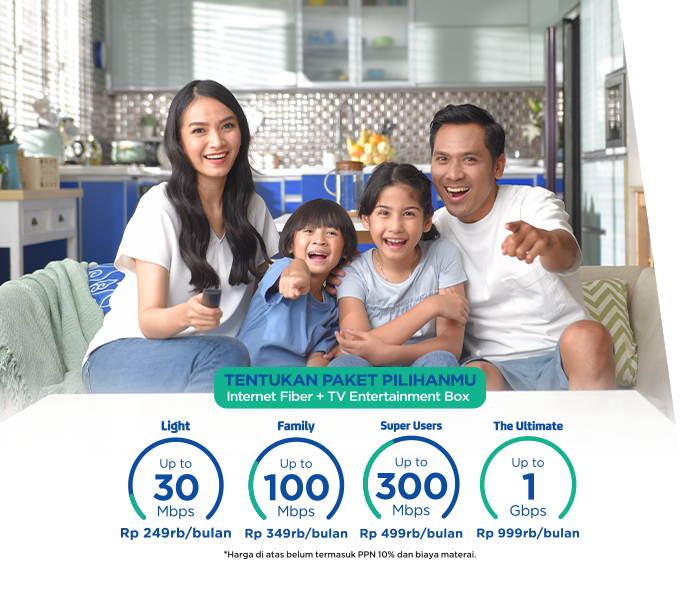 TENTUKAN PAKET PILIHANMU
Internet Fiber + TV Entertainment Box
Light
Up to
30
Mbps
Rp 249rb/bulan
Family
Up to
100
Mbps
Rp 349rb/bulan
Super Users
Up to
300
Mbps
Rp 499rb/bulan
The Ultimate
Up to
1
Gbps
Rp 999rb/bulan
*Harga di atas belum termasuk PPN 10% dan biaya materai.